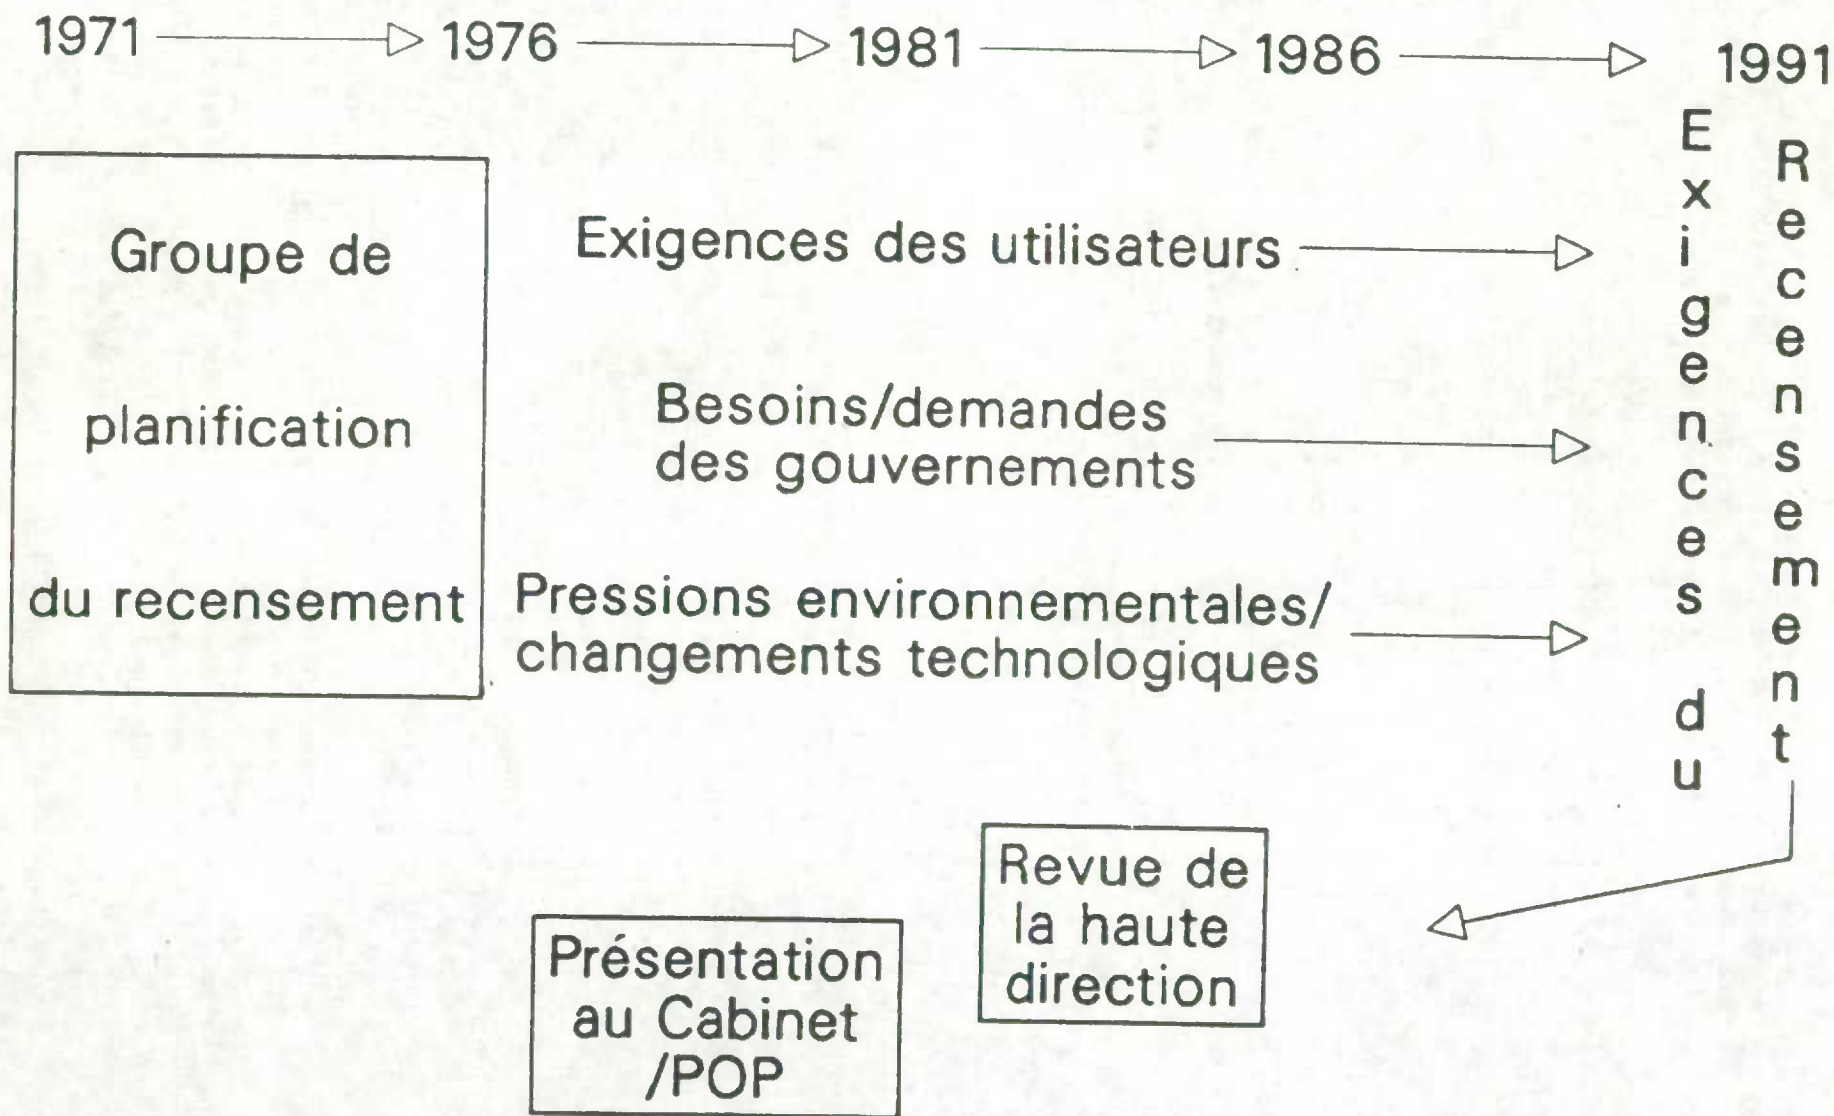 1971 1976 1981 1986 1991
Groupe de
planification
du recensement
Exigences des utilisateurs
Besoins/demandes
des gouvernements
Pressions environnementales/
changements technologiques
Exigences du
Recensement
Revue de
la haute
direction
Présentation
au Cabinet
/POP